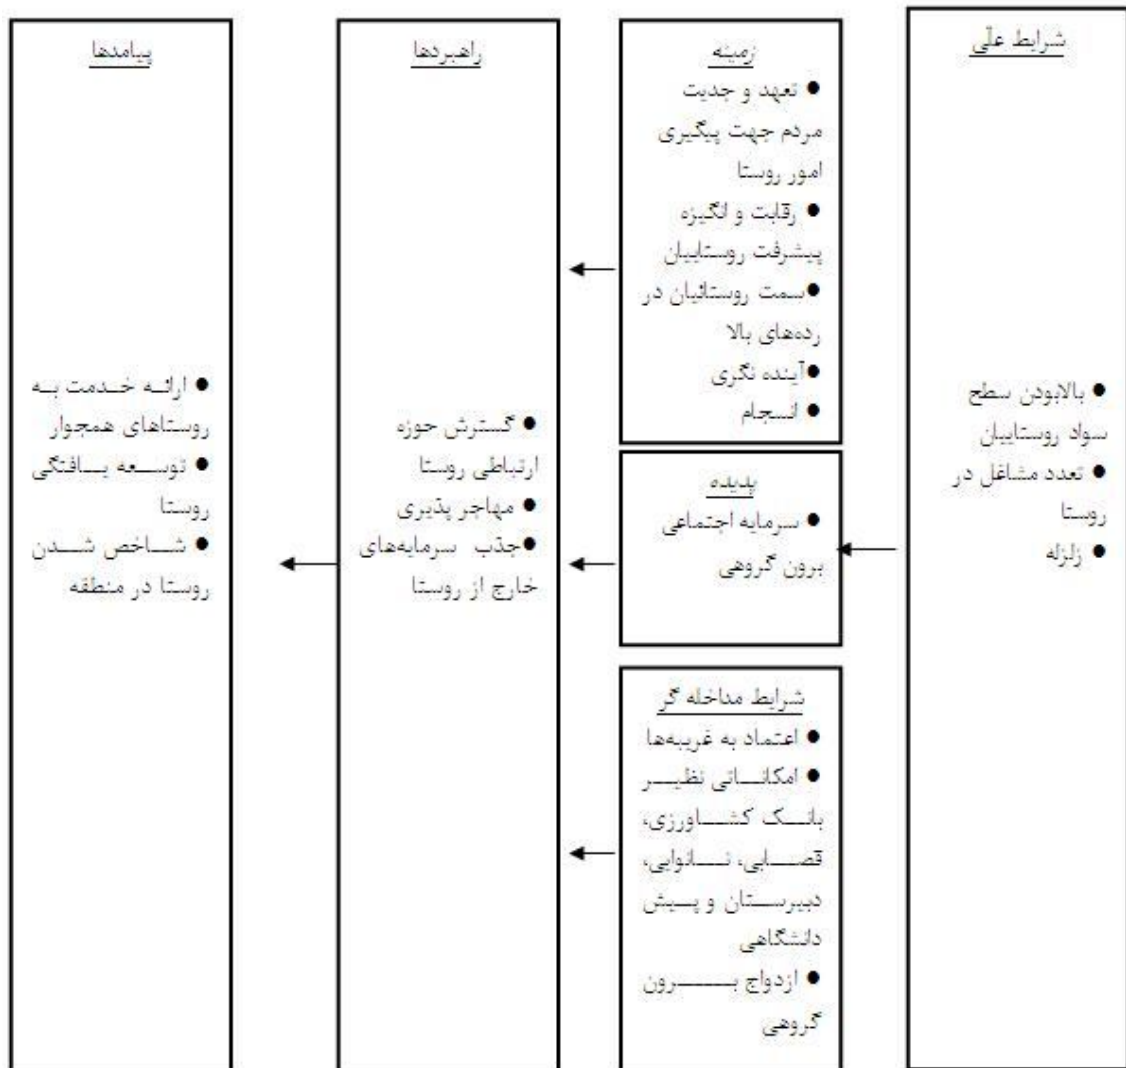 شرایط علّی
● بالابودن سطح
سواد روستاییان
● تعدد مشاغل در
روستا
● زلزله
زمینه
● تعهد و جدیت
مردم جهت پیگیری
امور روستا
● رقابت و انگیزه
پیشرفت روستاییان
●سمت روستائیان در
رده‌های بالا
●آینده نگری
● انسجام
پدیده
● سرمایه اجتماعی
برون گروهی
شرایط مداخله گر
● اعتماد به غریبه‌ها
● امکاناتی نظیر
بانک کشاورزی،
قصابی، نانوایی،
دبیرستان و پیش
دانشگاهی
● ازدواج برون
گروهی
راهبردها
● گسترش حوزه
ارتباطی روستا
● مهاجر پذیری
●جذب سرمایه‌های
خارج از روستا
پیامدها
● ارائه خدمت به
روستاهای همجوار
● توسعه یافتگی
روستا
● شاخص شدن
روستا در منطقه